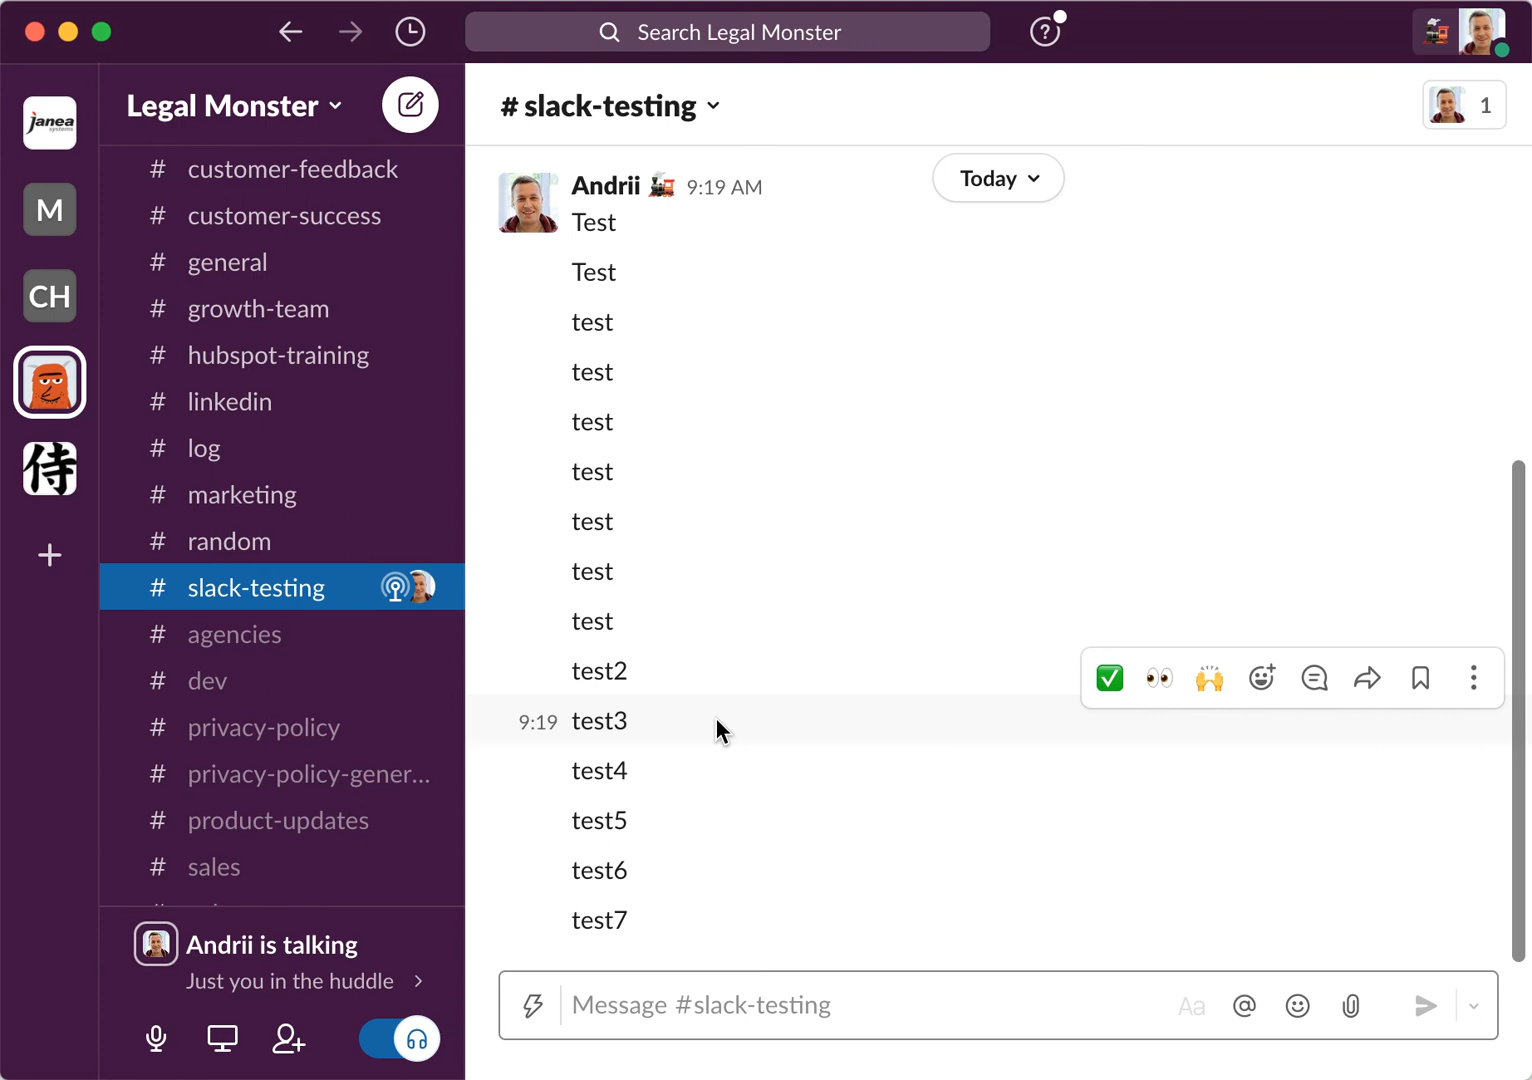 Search Legal Monster
janea
systems
M
CH
侍
Legal Monster
# customer-feedback
# customer-success
# general
# growth-team
# hubspot-training
# linkedin
# log
# marketing
# random
# slack-testing
# agencies
# dev
# privacy-policy
# privacy-policy-gener...
# product-updates
# sales
Andrii is talking
Just you in the huddle
# slack-testing
1
Today
Andrii 9:19 AM
Test
Test
test
test
test
test
test
test
test
test2
9:19 test3
test4
test5
test6
test7
Message #slack-testing
Aa